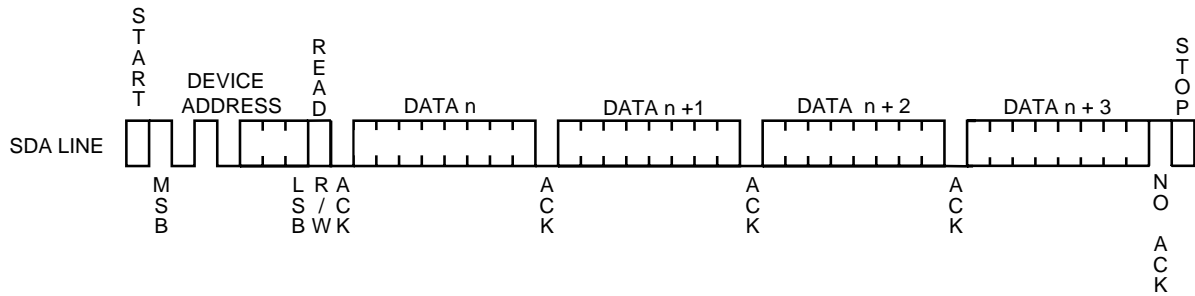 START
DEVICE
ADDRESS
READ
DATA n
DATA n +1
DATA n + 2
DATA n + 3
STOP
SDA LINE
MSB
LSB
R/W
ACK
ACK
ACK
ACK
NO ACK